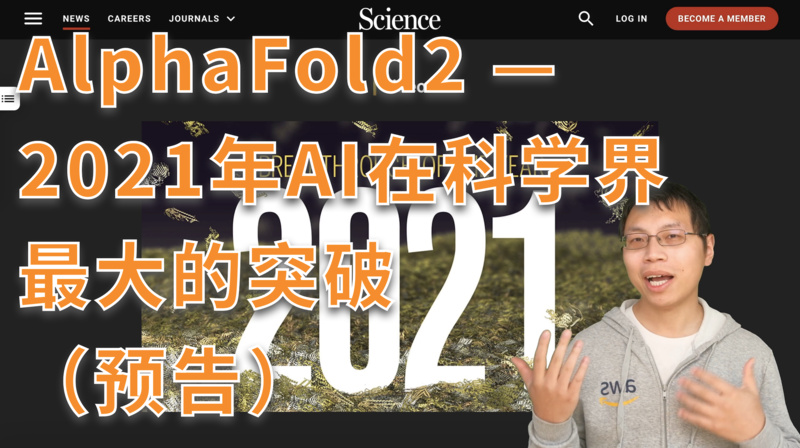 NEWS CAREERS JOURNALS Science LOG IN BECOME A MEMBER
AlphaFold2 —
2021年AI在科学界
最大的突破
（预告）
2021
aws